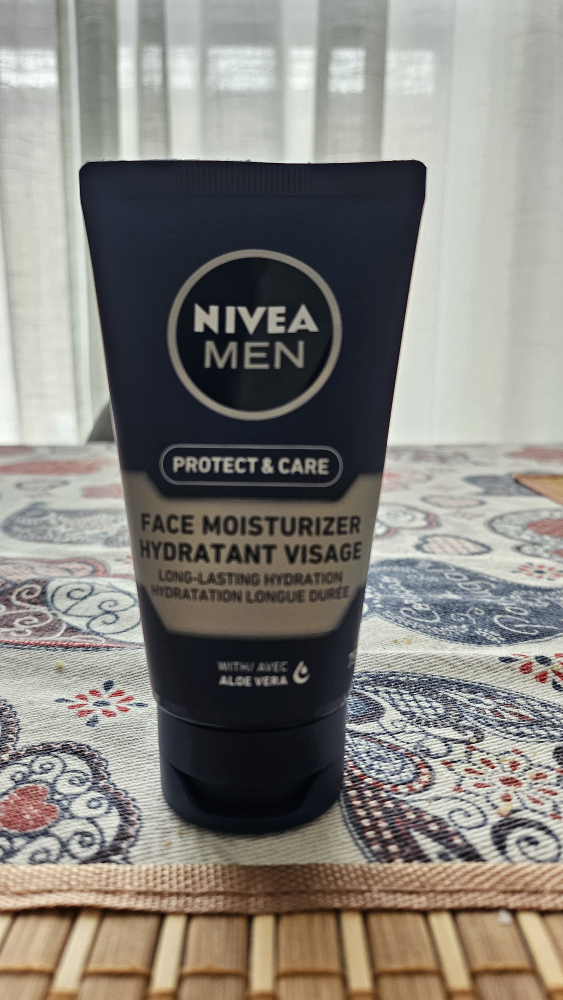 NIVEA
MEN
PROTECT & CARE
FACE MOISTURIZER
HYDRATANT VISAGE
LONG-LASTING HYDRATION
HYDRATATION LONGUE DURÉE
WITH/ AVEC
ALOE VERA